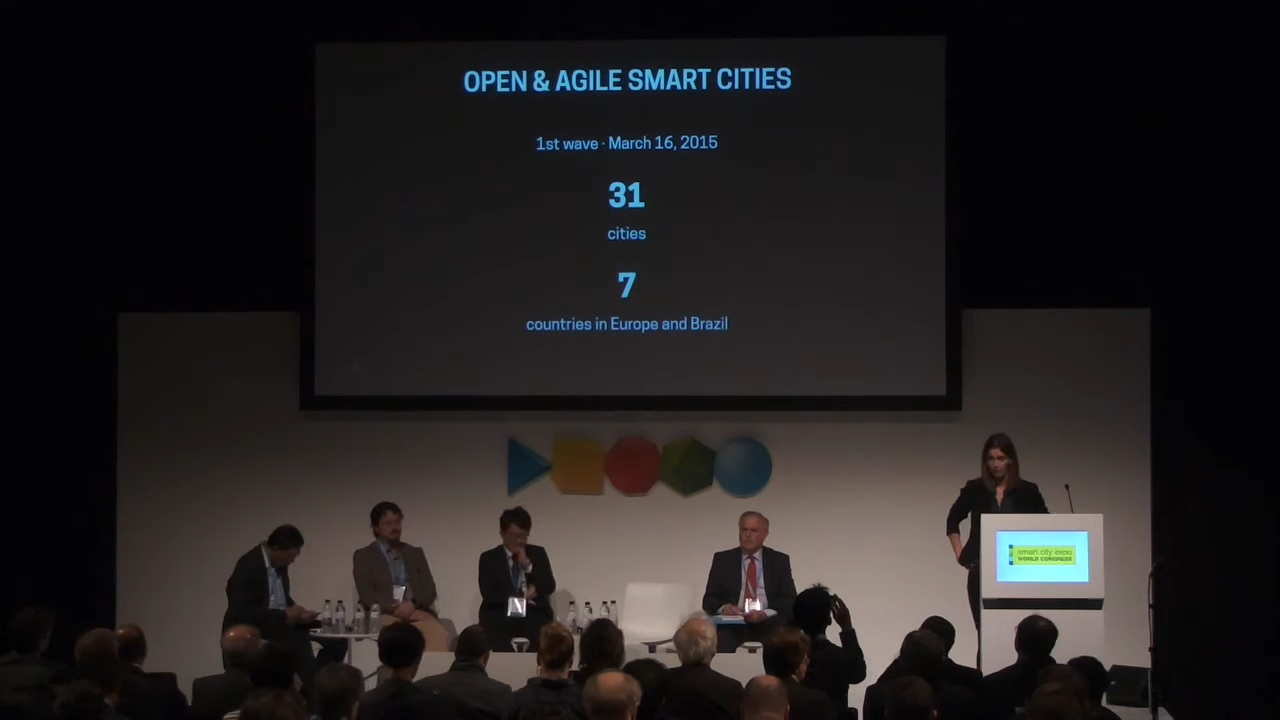 OPEN & AGILE SMART CITIES
1st wave · March 16, 2015
31
cities
7
countries in Europe and Brazil
smart city expo
WORLD CONGRESS